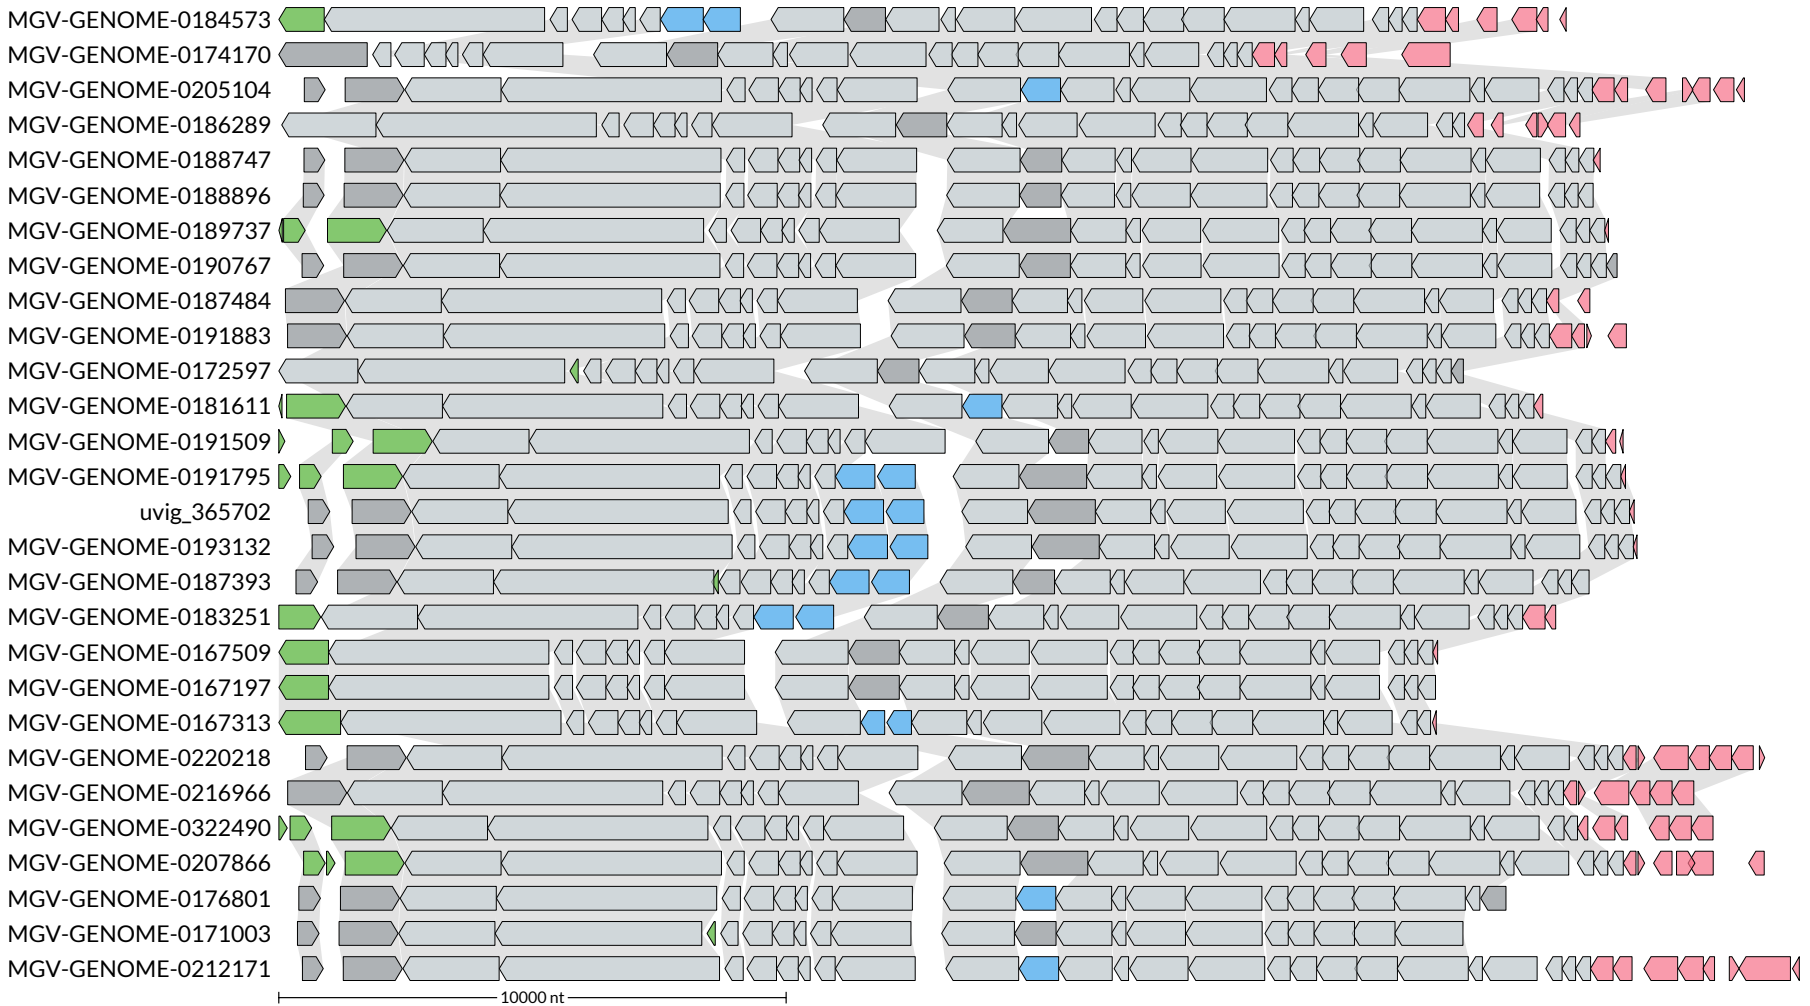 MGV-GENOME-0184573
MGV-GENOME-0174170
MGV-GENOME-0205104
MGV-GENOME-0186289
MGV-GENOME-0188747
MGV-GENOME-0188896
MGV-GENOME-0189737
MGV-GENOME-0190767
MGV-GENOME-0187484
MGV-GENOME-0191883
MGV-GENOME-0172597
MGV-GENOME-0181611
MGV-GENOME-0191509
MGV-GENOME-0191795
uvig_365702
MGV-GENOME-0193132
MGV-GENOME-0187393
MGV-GENOME-0183251
MGV-GENOME-0167509
MGV-GENOME-0167197
MGV-GENOME-0167313
MGV-GENOME-0220218
MGV-GENOME-0216966
MGV-GENOME-0322490
MGV-GENOME-0207866
MGV-GENOME-0176801
MGV-GENOME-0171003
MGV-GENOME-0212171
10000 nt